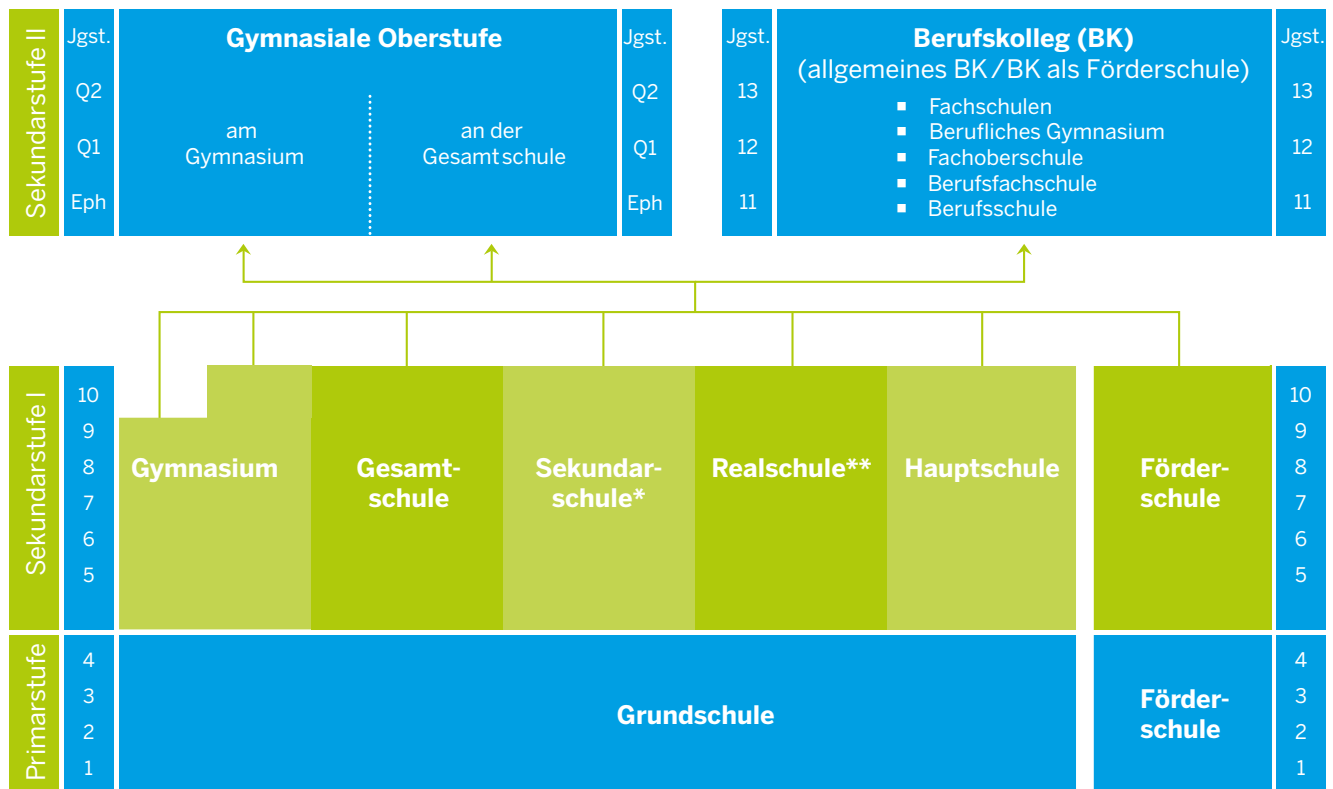 Sekundarstufe II
Jgst.
Q2
Q1
Eph
Gymnasiale Oberstufe
am
Gymnasium
an der
Gesamtschule
Jgst.
Q2
Q1
Eph
Jgst.
13
12
11
Berufskolleg (BK)
(allgemeines BK/BK als Förderschule)
▪ Fachschulen
▪ Berufliches Gymnasium
▪ Fachoberschule
▪ Berufsfachschule
▪ Berufsschule
Jgst.
13
12
11
Sekundarstufe I
10
9
8
7
6
5
Gymnasium
Gesamt-
schule
Sekundar-
schule*
Realschule**
Hauptschule
Förder-
schule
10
9
8
7
6
5
Primarstufe
4
3
2
1
Grundschule
Förder-
schule
4
3
2
1